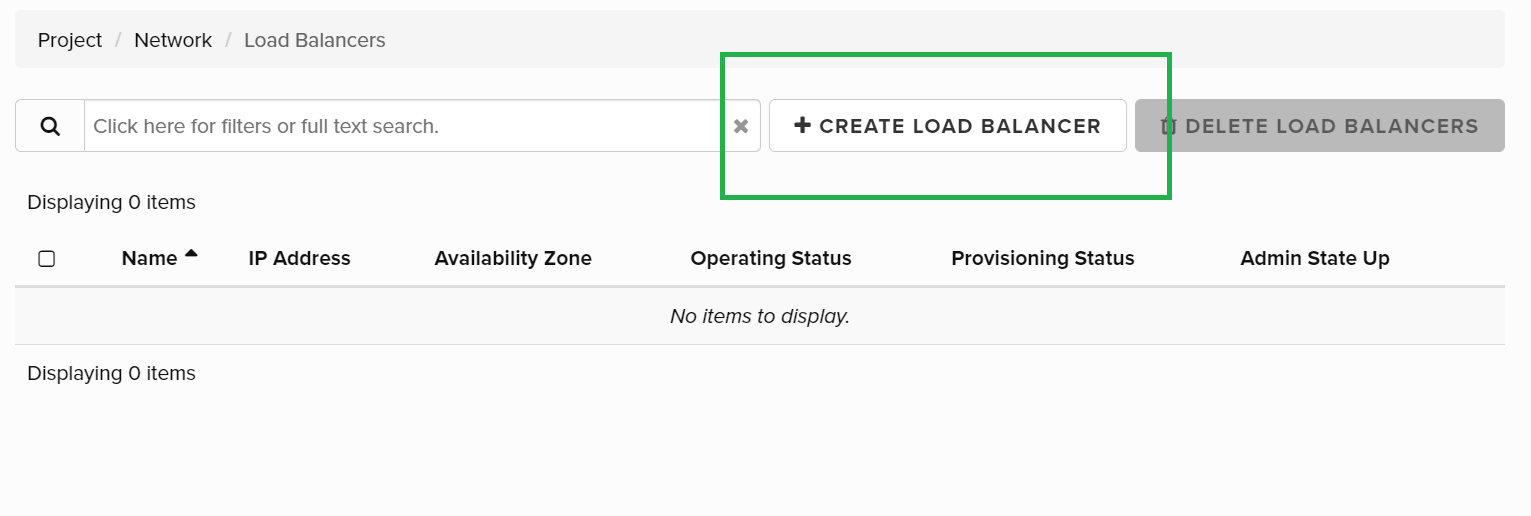 Project / Network / Load Balancers
Click here for filters or full text search. CREATE LOAD BALANCER DELETE LOAD BALANCERS
Displaying 0 items
Name IP Address Availability Zone Operating Status Provisioning Status Admin State Up
No items to display.
Displaying 0 items